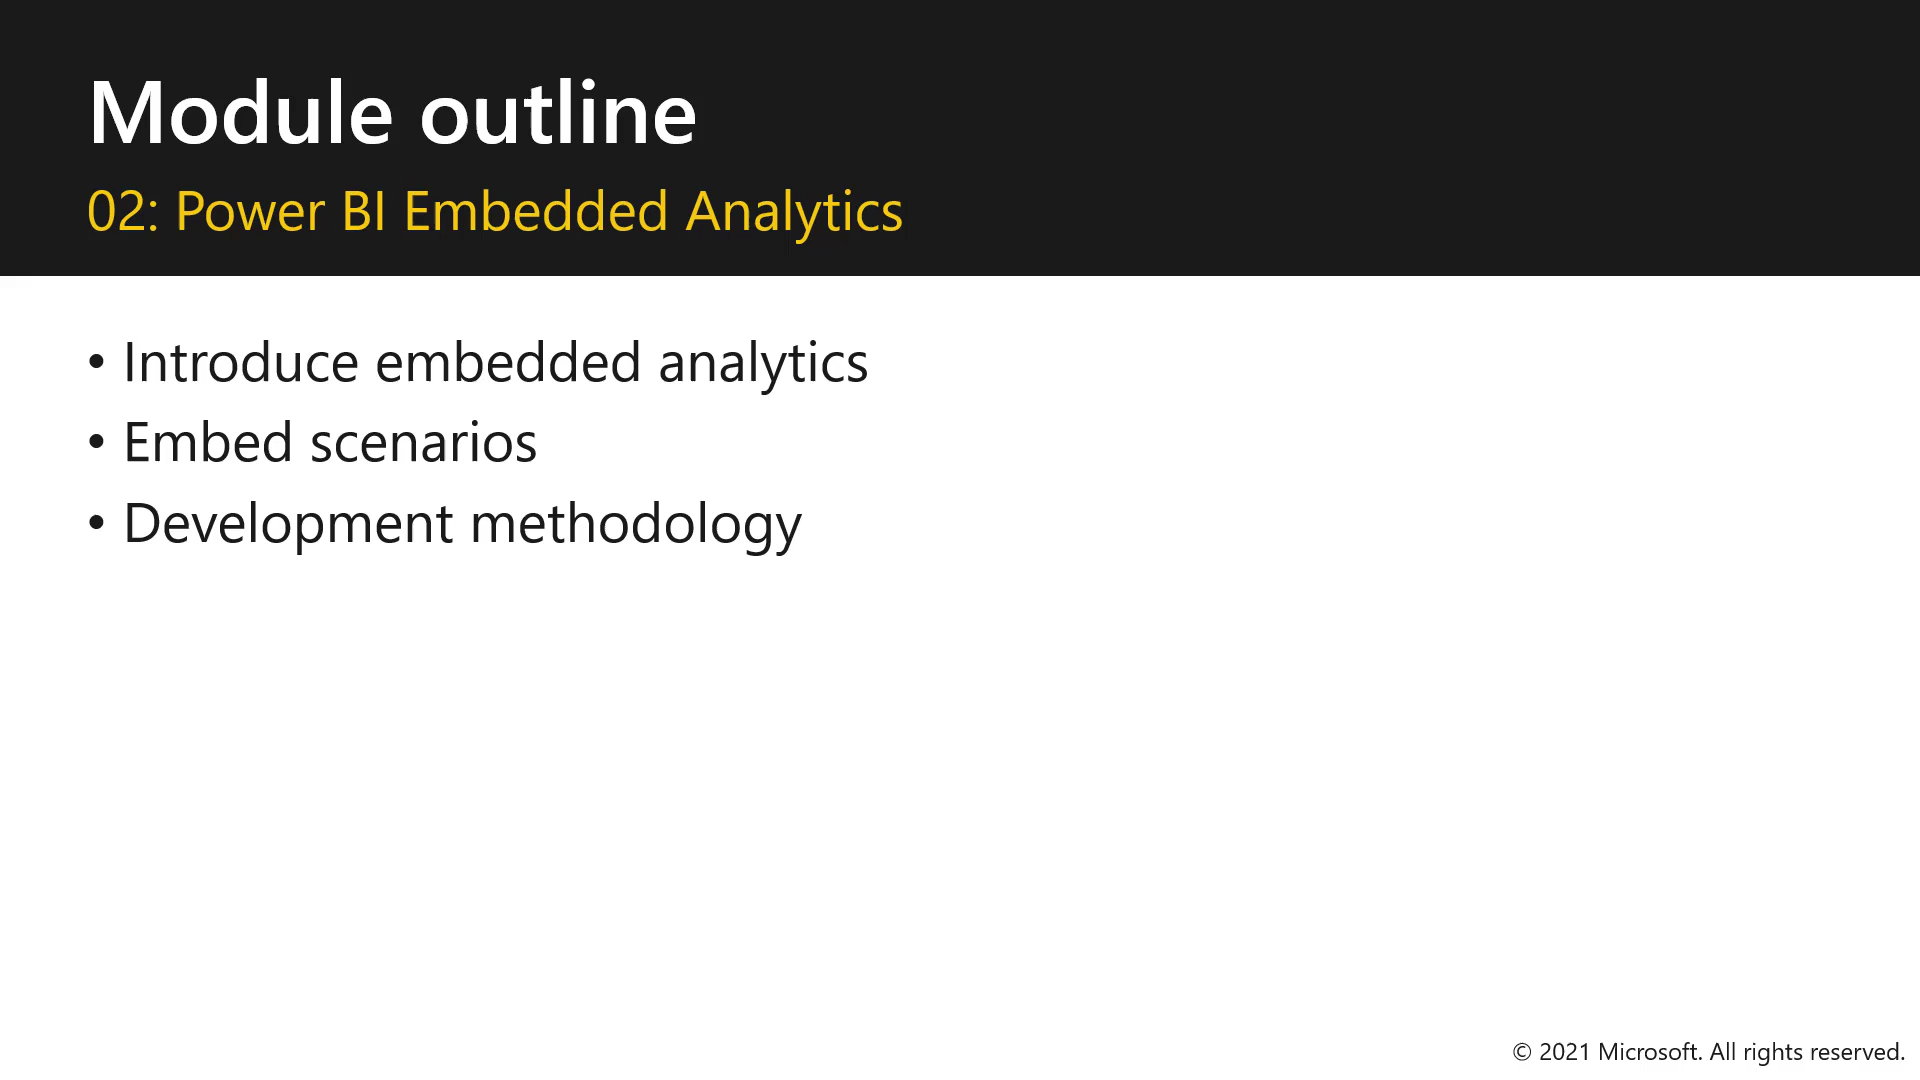 Module outline
02: Power BI Embedded Analytics
• Introduce embedded analytics
• Embed scenarios
• Development methodology
© 2021 Microsoft. All rights reserved.